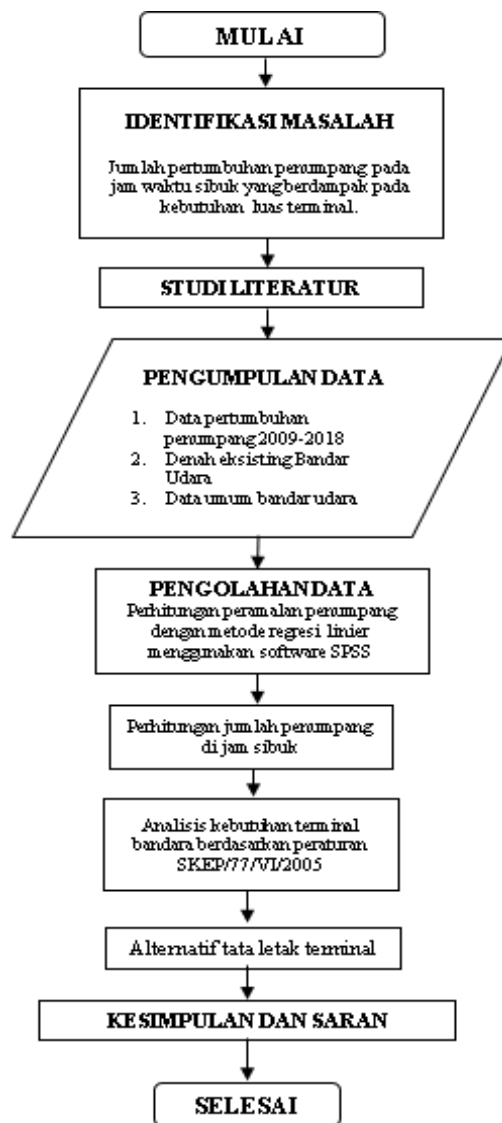 MULAI
IDENTIFIKASI MASALAH
Jumlah pertumbuhan penumpang pada
jam waktu sibuk yang berdampak pada
kebutuhan luas terminal.
STUDI LITERATUR
PENGUMPULAN DATA
1. Data pertumbuhan
penumpang 2009-2018
2. Denah eksisting Bandar
Udara
3. Data umum bandar udara
PENGOLAHAN DATA
Perhitungan peramalan penumpang
dengan metode regresi linier
menggunakan software SPSS
Perhitungan jumlah penumpang
di jam sibuk
Analisis kebutuhan terminal
bandara berdasarkan peraturan
SKEP/77/VI/2005
Alternatif tata letak terminal
KESIMPULAN DAN SARAN
SELESAI